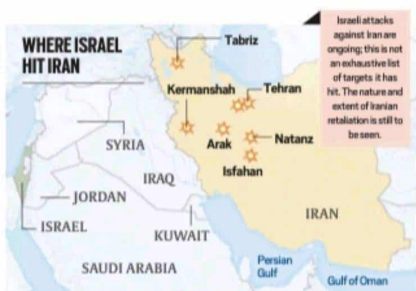 WHERE ISRAEL
HIT IRAN
Israeli attacks
against Iran are
ongoing; this is not
an exhaustive list
of targets it has
hit. The nature and
extent of Iranian
retaliation is still to
be seen.
Tabriz
Kermanshah
Tehran
SYRIA
Arak
Natanz
Isfahan
IRAQ
JORDAN
ISRAEL
KUWAIT
IRAN
SAUDI ARABIA
Persian
Gulf
Gulf of Oman